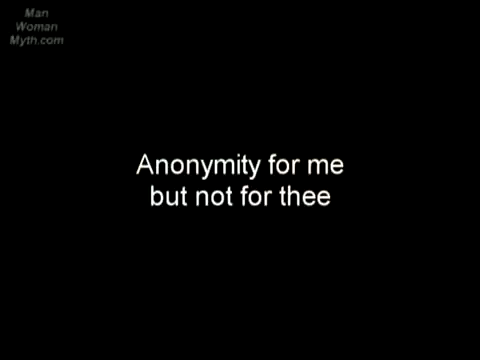 Man
Woman
Myth.com
Anonymity for me
but not for thee